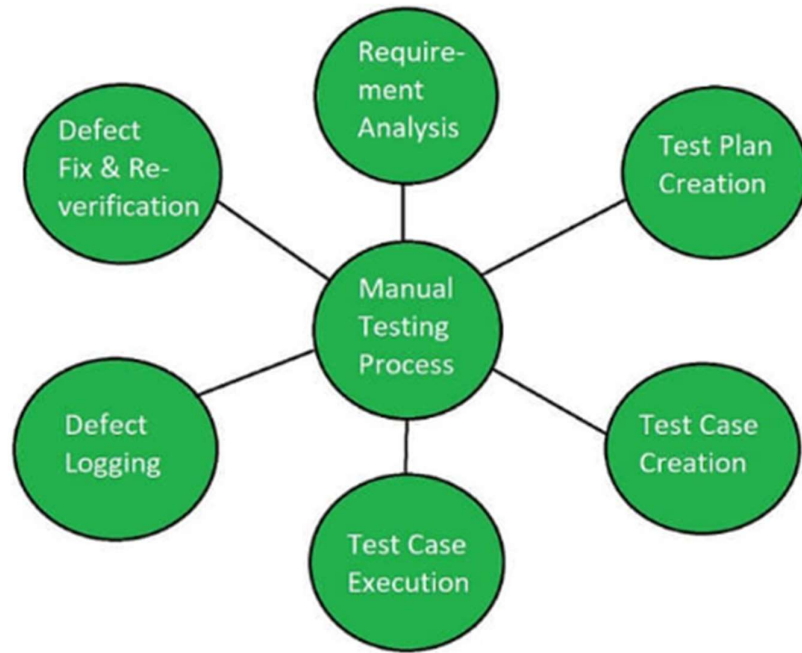 Require-
ment
Analysis
Test Plan
Creation
Test Case
Creation
Test Case
Execution
Defect
Logging
Defect
Fix & Re-
verification
Manual
Testing
Process